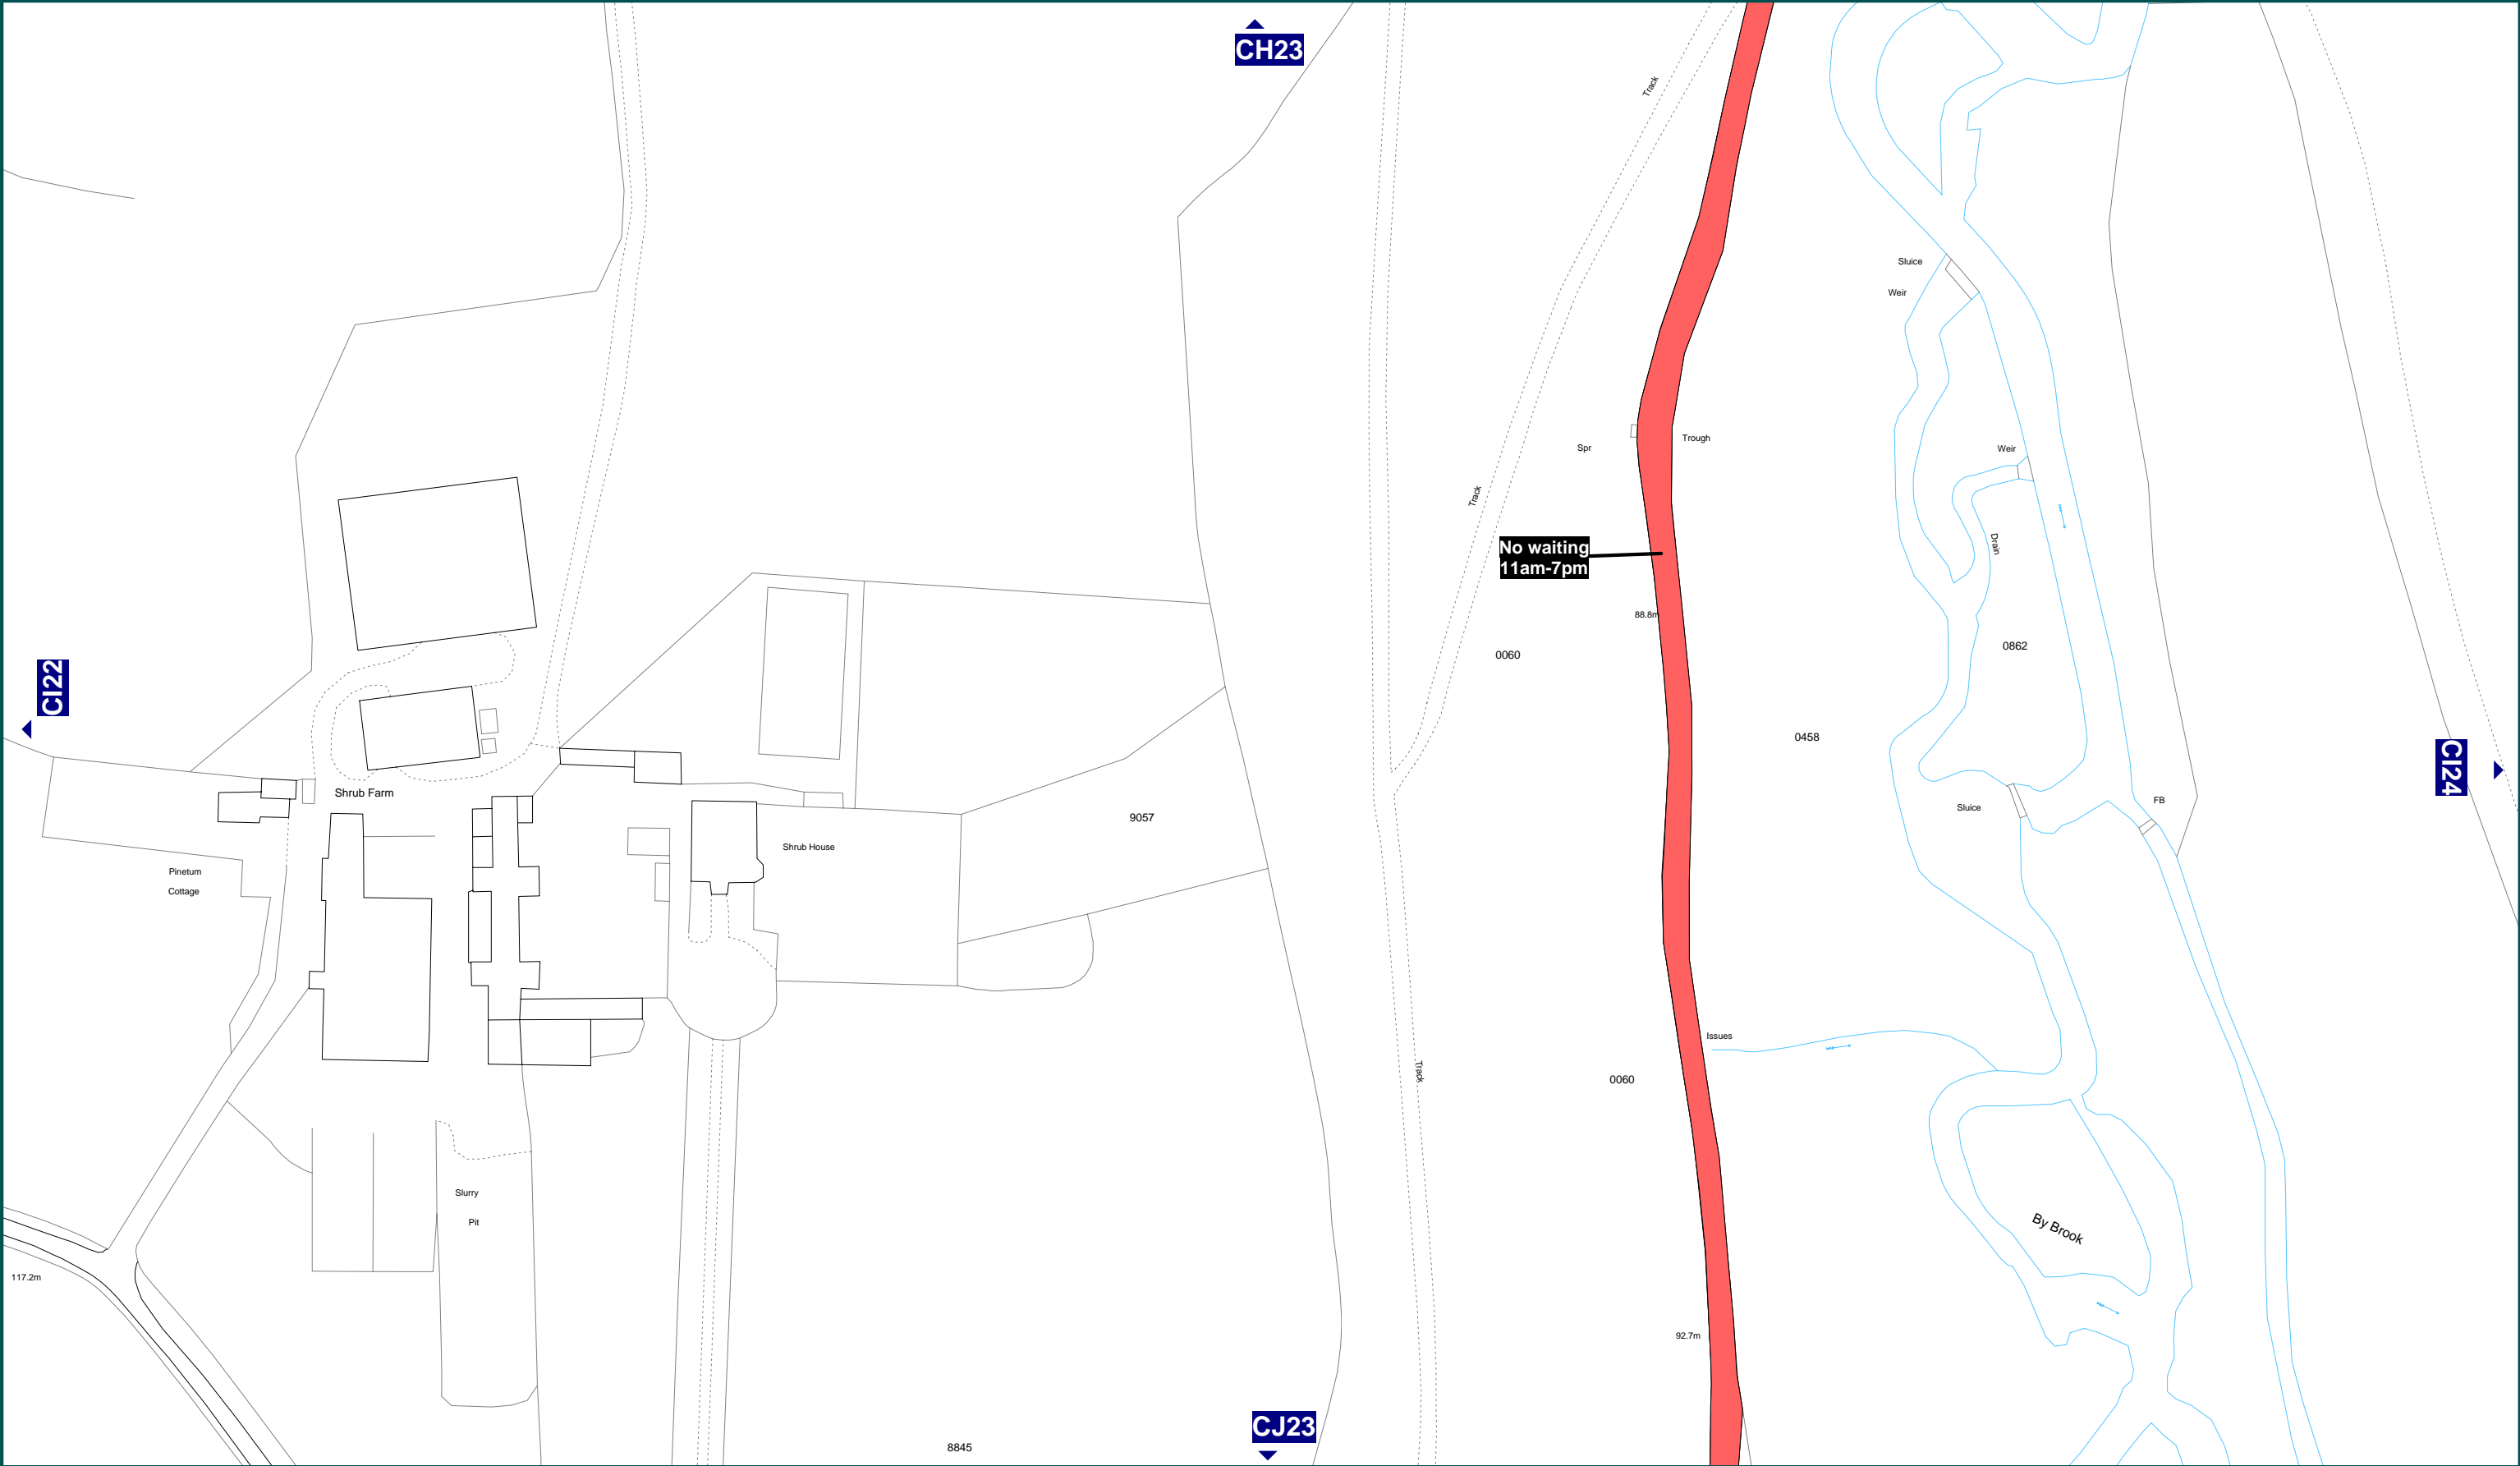 CH23
Track
Sluice
Weir
Spr
Trough
Weir
Track
Drain
No waiting
11am-7pm
88.8m
0060
0862
CI22
0458
CI24
Shrub Farm
FB
Sluice
9057
Shrub House
Pinetum
Cottage
Issues
Track
0060
Slurry
Pit
By Brook
117.2m
92.7m
CJ23
8845